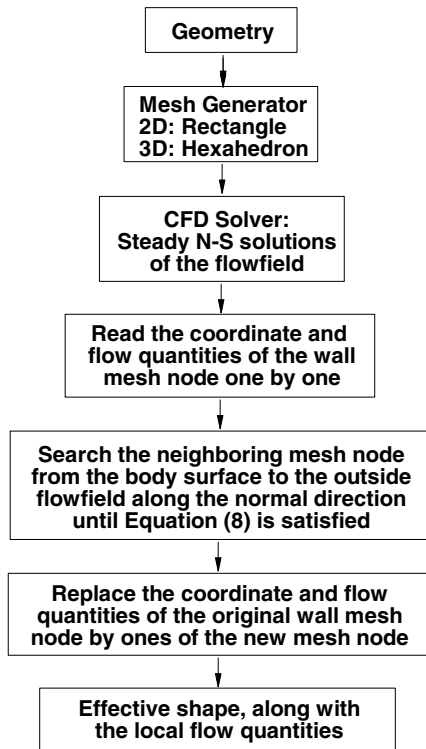 Geometry
Mesh Generator
2D: Rectangle
3D: Hexahedron
CFD Solver:
Steady N-S solutions
of the flowfield
Read the coordinate and
flow quantities of the wall
mesh node one by one
Search the neighboring mesh node
from the body surface to the outside
flowfield along the normal direction
until Equation (8) is satisfied
Replace the coordinate and flow
quantities of the original wall mesh
node by ones of the new mesh node
Effective shape, along with
the local flow quantities